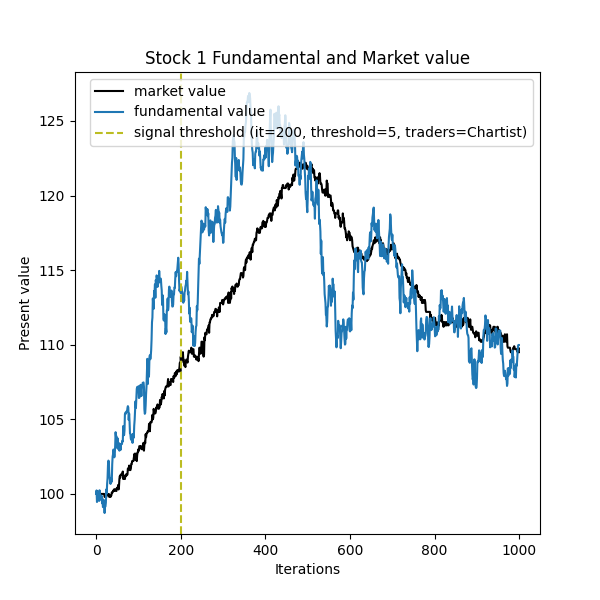 Stock 1 Fundamental and Market value
market value
fundamental value
signal threshold (it=200, threshold=5, traders=Chartist)
125
120
115
110
105
100
Present value
0 200 400 600 800 1000
Iterations